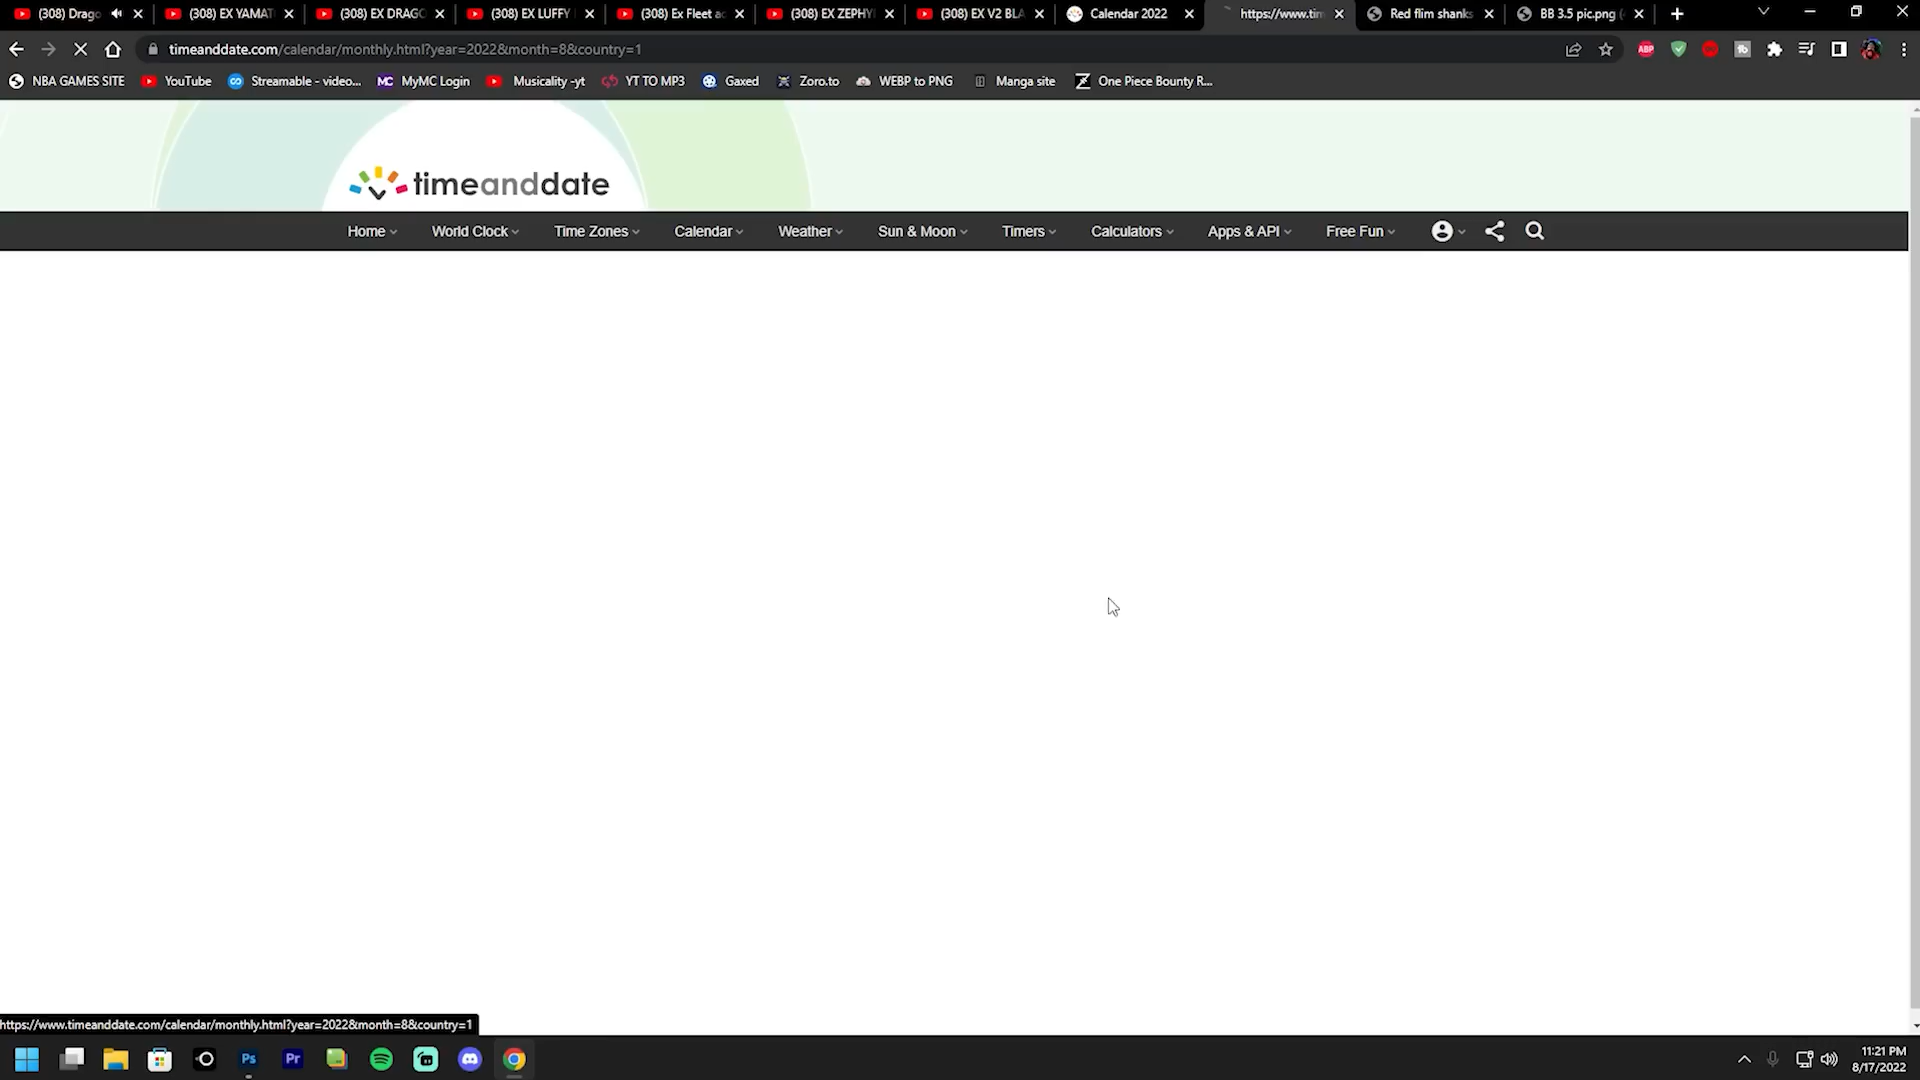 (308) Drago
(308) EX YAMAT
(308) EX DRAGO
(308) EX LUFFY
(308) Ex Fleet ac
(308) EX ZEPHY
(308) EX V2 BLA
Calendar 2022
https://www.tim
Red flim shanks
BB 3.5 pic.png (
timeanddate.com/calendar/monthly.html?year=2022&month=8&country=1
ABP
NBA GAMES SITE
YouTube
Streamable - video...
MC MyMC Login
Musicality -yt
YT TO MP3
Gaxed
Zoro.to
WEBP to PNG
Manga site
One Piece Bounty R...
timeanddate
Home
World Clock
Time Zones
Calendar
Weather
Sun & Moon
Timers
Calculators
Apps & API
Free Fun
https://www.timeanddate.com/calendar/monthly.html?year=2022&month=8&country=1
Ps
Pr
11:21 PM
8/17/2022